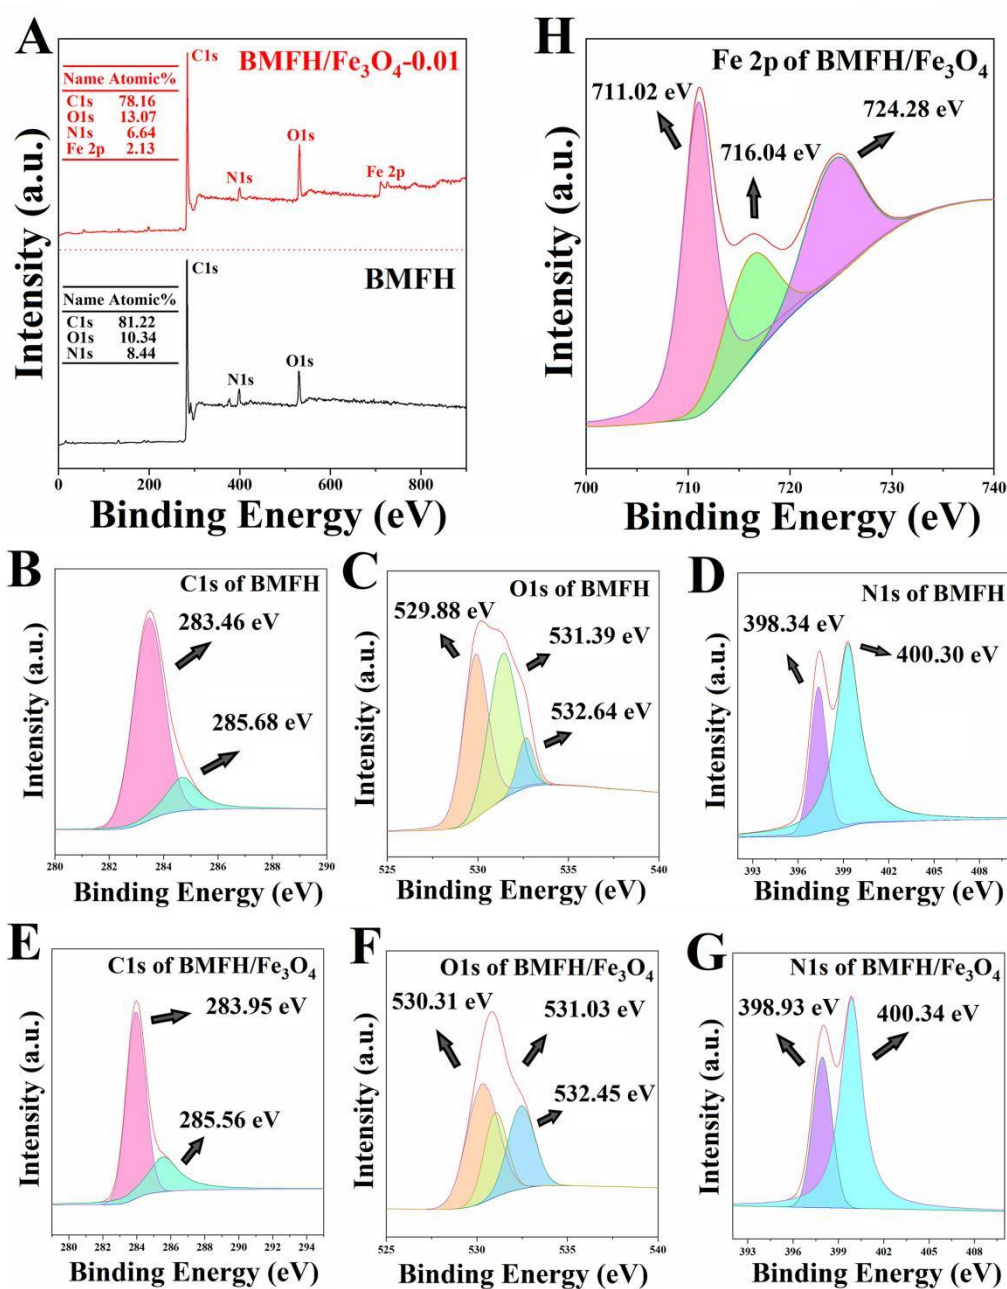 A
C1s
BMFH/Fe₃O₄-0.01
Name Atomic%
C1s 78.16
O1s 13.07
N1s 6.64
Fe 2p 2.13
O1s
N1s
Fe 2p
C1s
BMFH
Name Atomic%
C1s 81.22
O1s 10.34
N1s 8.44
O1s
N1s
Intensity (a.u.)
0 200 400 600 800
Binding Energy (eV)
H
Fe 2p of BMFH/Fe₃O₄
711.02 eV
724.28 eV
716.04 eV
Intensity (a.u.)
700 710 720 730 740
Binding Energy (eV)
B
C1s of BMFH
283.46 eV
285.68 eV
Intensity (a.u.)
280 282 284 286 288 290
Binding Energy (eV)
C
O1s of BMFH
529.88 eV
531.39 eV
532.64 eV
Intensity (a.u.)
525 530 535 540
Binding Energy (eV)
D
N1s of BMFH
398.34 eV
400.30 eV
Intensity (a.u.)
393 396 399 402 405 408
Binding Energy (eV)
E
C1s of BMFH/Fe₃O₄
283.95 eV
285.56 eV
Intensity (a.u.)
280 282 284 286 288 290 292 294
Binding Energy (eV)
F
O1s of BMFH/Fe₃O₄
530.31 eV
531.03 eV
532.45 eV
Intensity (a.u.)
525 530 535 540
Binding Energy (eV)
G
N1s of BMFH/Fe₃O₄
398.93 eV
400.34 eV
Intensity (a.u.)
393 396 399 402 405 408
Binding Energy (eV)